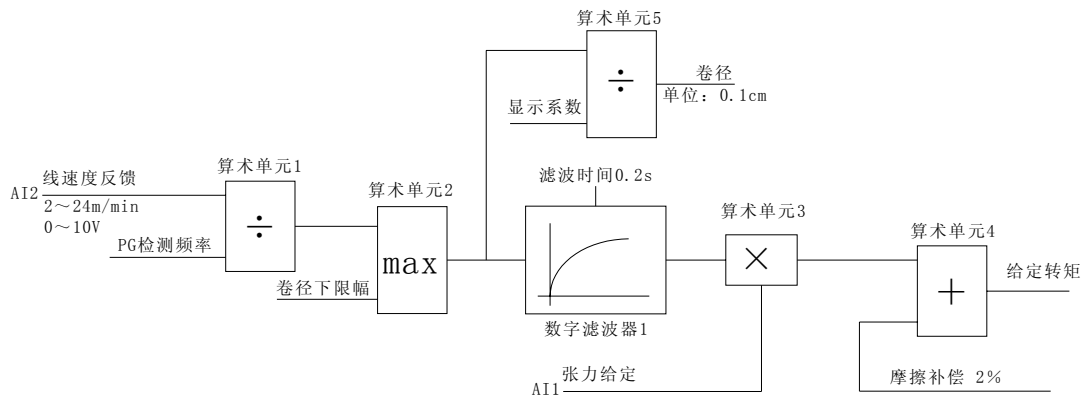 算术单元5
÷
卷径
单位：0.1cm
显示系数
算术单元1
线速度反馈
AI2
2～24m/min
0～10V
÷
PG检测频率
算术单元2
max
卷径下限幅
滤波时间0.2s
数字滤波器1
算术单元3
×
张力给定
AI1
算术单元4
+
给定转矩
摩擦补偿 2%